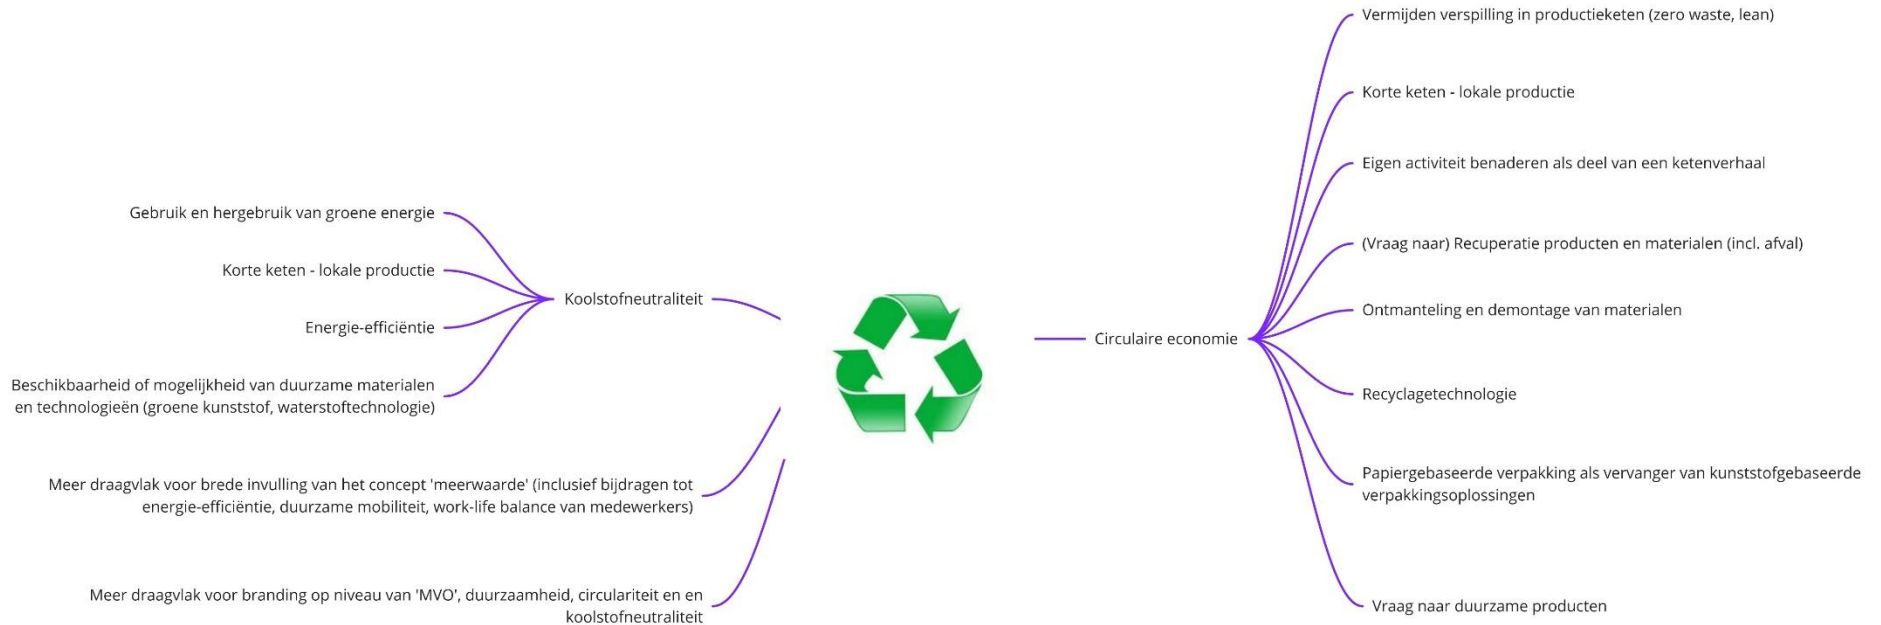 Gebruik en hergebruik van groene energie
Korte keten - lokale productie
Energie-efficiëntie
Beschikbaarheid of mogelijkheid van duurzame materialen
en technologieën (groene kunststof, waterstoftechnologie)
Koolstofneutraliteit
Meer draagvlak voor brede invulling van het concept 'meerwaarde' (inclusief bijdragen tot
energie-efficiëntie, duurzame mobiliteit, work-life balance van medewerkers)
Meer draagvlak voor branding op niveau van 'MVO', duurzaamheid, circulariteit en en
koolstofneutraliteit
Circulaire economie
Vermijden verspilling in productieketen (zero waste, lean)
Korte keten - lokale productie
Eigen activiteit benaderen als deel van een ketenverhaal
(Vraag naar) Recuperatie producten en materialen (incl. afval)
Ontmanteling en demontage van materialen
Recyclagetechnologie
Papiergebaseerde verpakking als vervanger van kunststofgebaseerde
verpakkingsoplossingen
Vraag naar duurzame producten